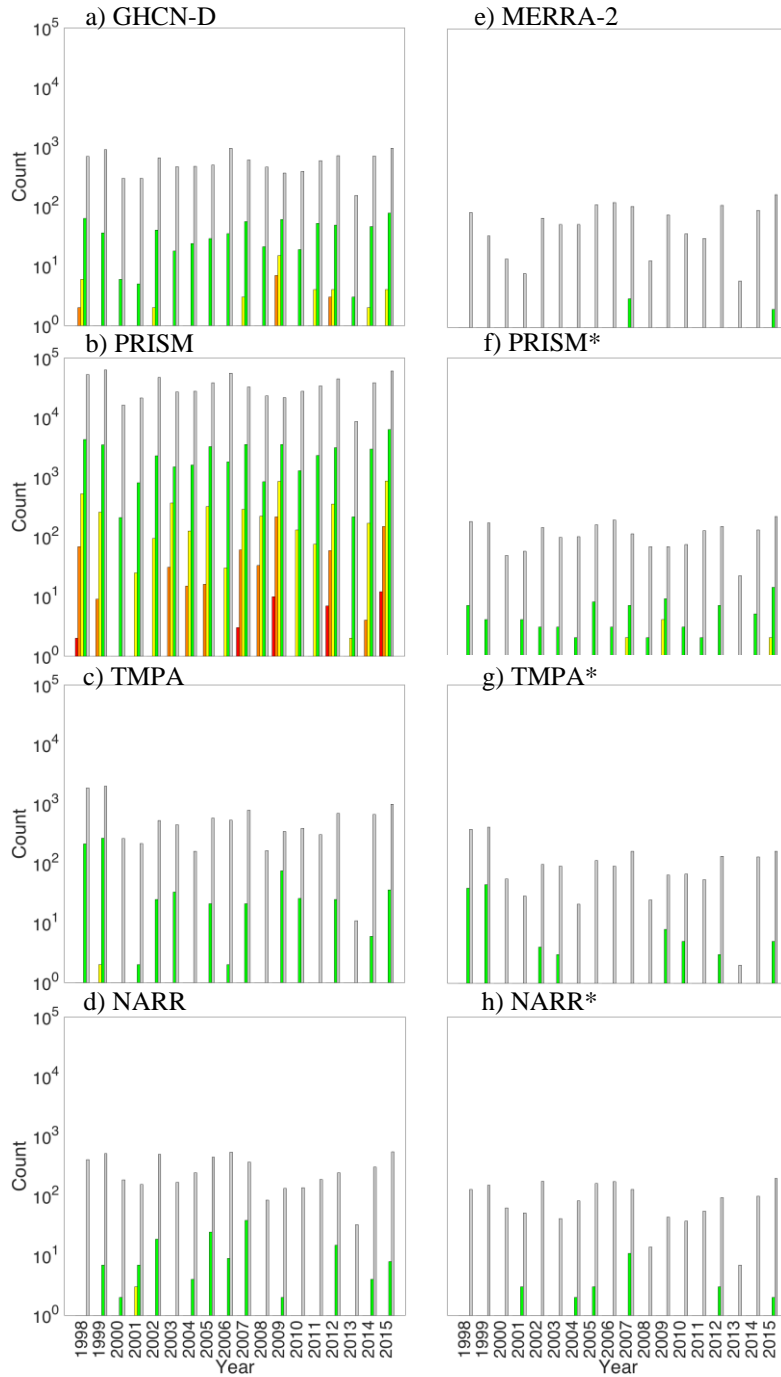 a) GHCN-D
10^5
10^4
10^3
10^2
10^1
10^0
Count
e) MERRA-2
b) PRISM
10^5
10^4
10^3
10^2
10^1
10^0
Count
f) PRISM*
c) TMPA
10^5
10^4
10^3
10^2
10^1
10^0
Count
g) TMPA*
d) NARR
10^5
10^4
10^3
10^2
10^1
10^0
Count
1998 1999 2000 2001 2002 2003 2004 2005 2006 2007 2008 2009 2010 2011 2012 2013 2014 2015
Year
h) NARR*
1998 1999 2000 2001 2002 2003 2004 2005 2006 2007 2008 2009 2010 2011 2012 2013 2014 2015
Year